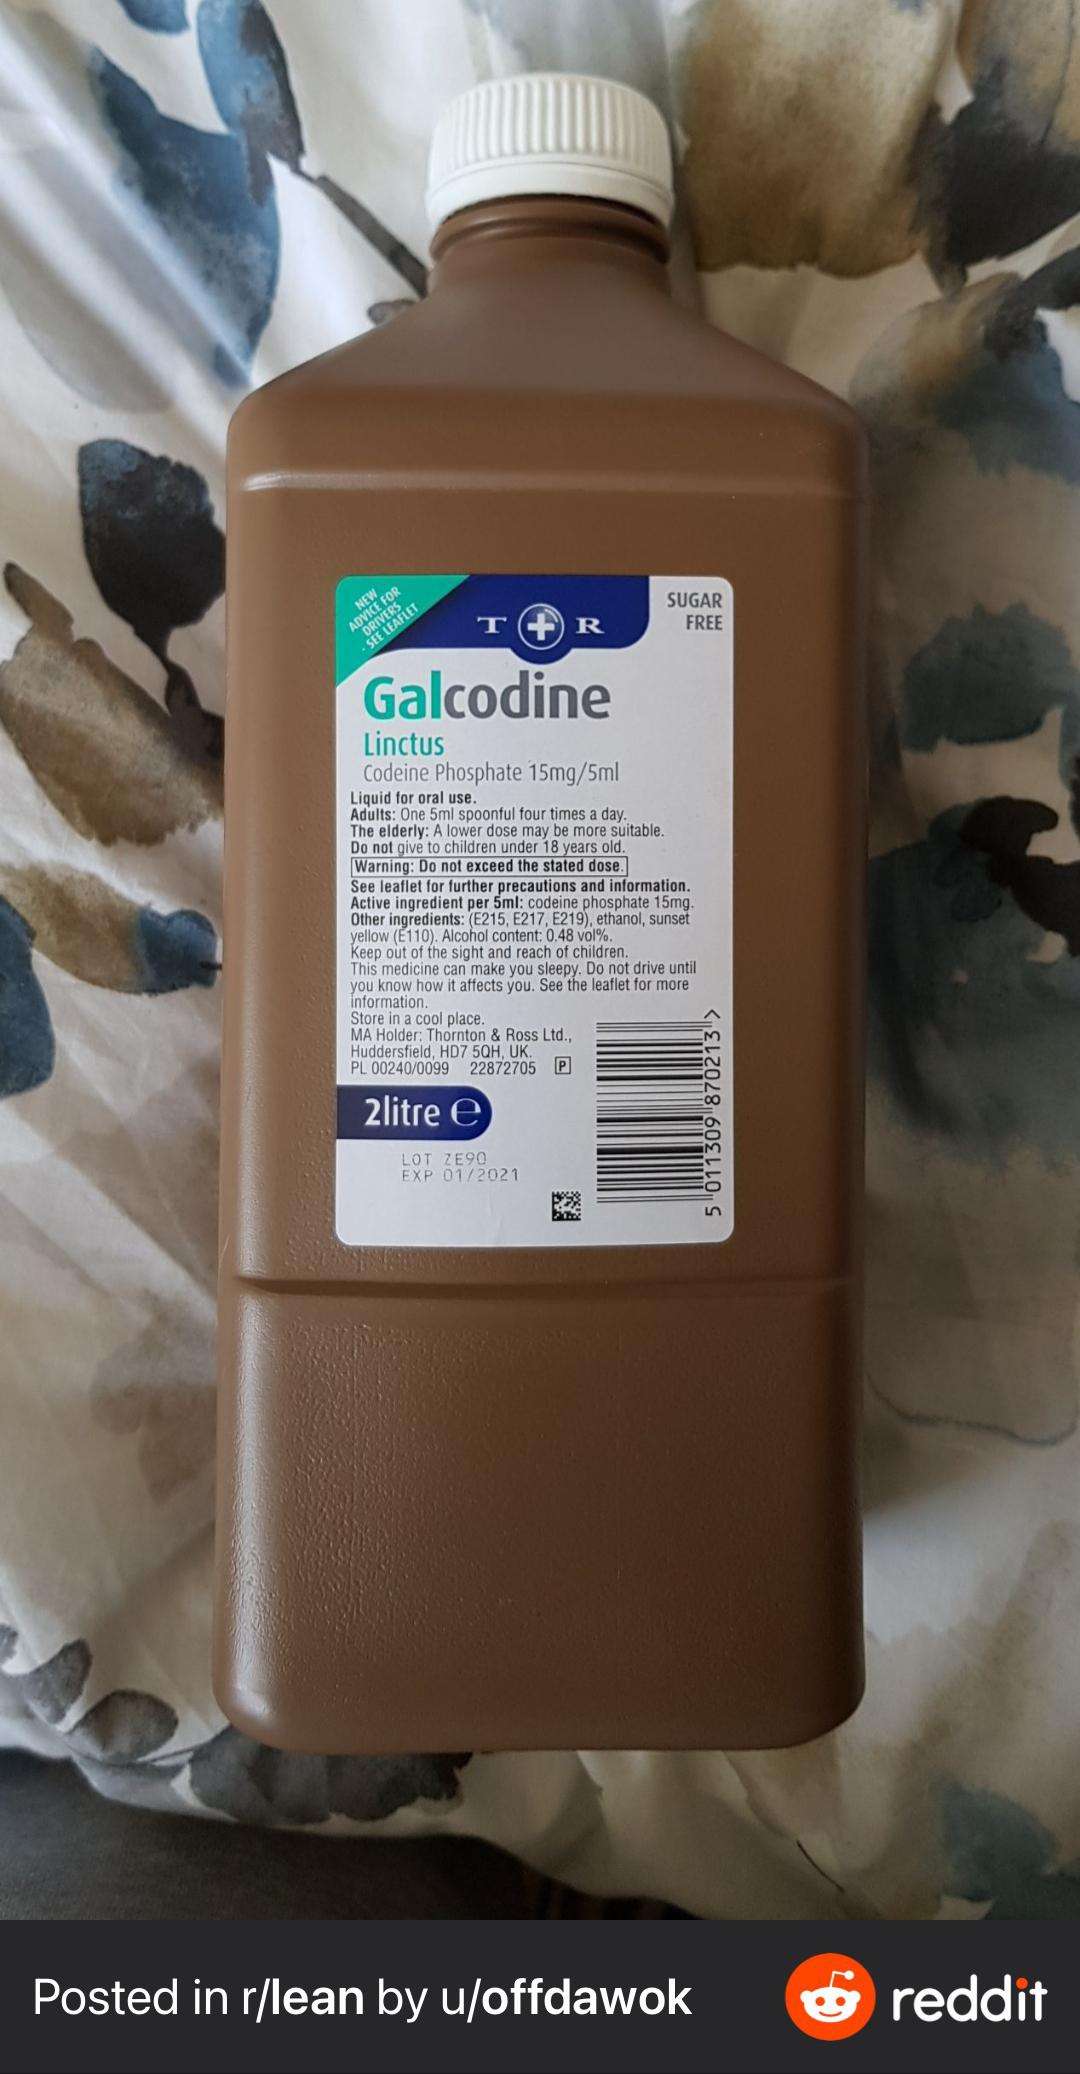 NEW
ADVICE FOR
DRIVERS
- SEE LEAFLET
T R
SUGAR
FREE
Galcodine
Linctus
Codeine Phosphate 15mg/5ml
Liquid for oral use.
Adults: One 5ml spoonful four times a day.
The elderly: A lower dose may be more suitable.
Do not give to children under 18 years old.
Warning: Do not exceed the stated dose.
See leaflet for further precautions and information.
Active ingredient per 5ml: codeine phosphate 15mg.
Other ingredients: (E215, E217, E219), ethanol, sunset
yellow (E110). Alcohol content: 0.48 vol%.
Keep out of the sight and reach of children.
This medicine can make you sleepy. Do not drive until
you know how it affects you. See the leaflet for more
information.
Store in a cool place.
MA Holder: Thornton & Ross Ltd.,
Huddersfield, HD7 5QH, UK.
PL 00240/0099 22872705 P
2litre e
LOT ZE90
EXP 01/2021
5 011309 870213 >
Posted in r/lean by u/offdawok
reddit